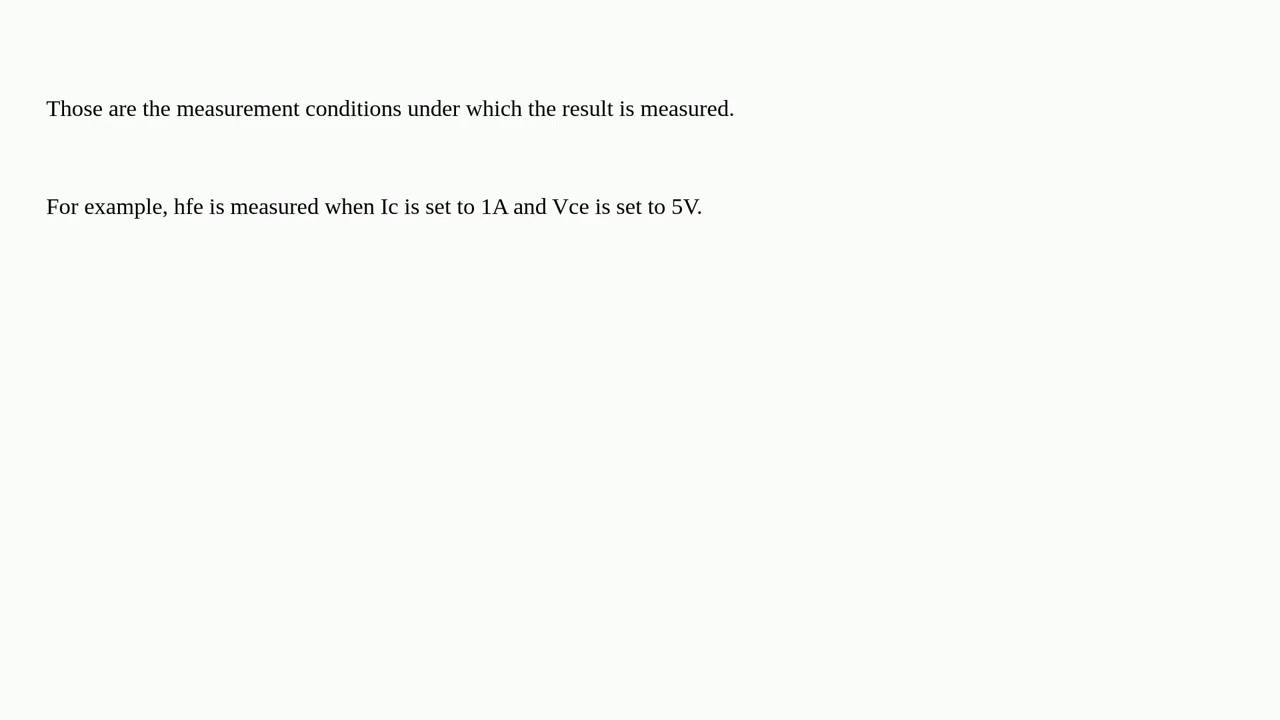 Those are the measurement conditions under which the result is measured.
For example, hfe is measured when Ic is set to 1A and Vce is set to 5V.